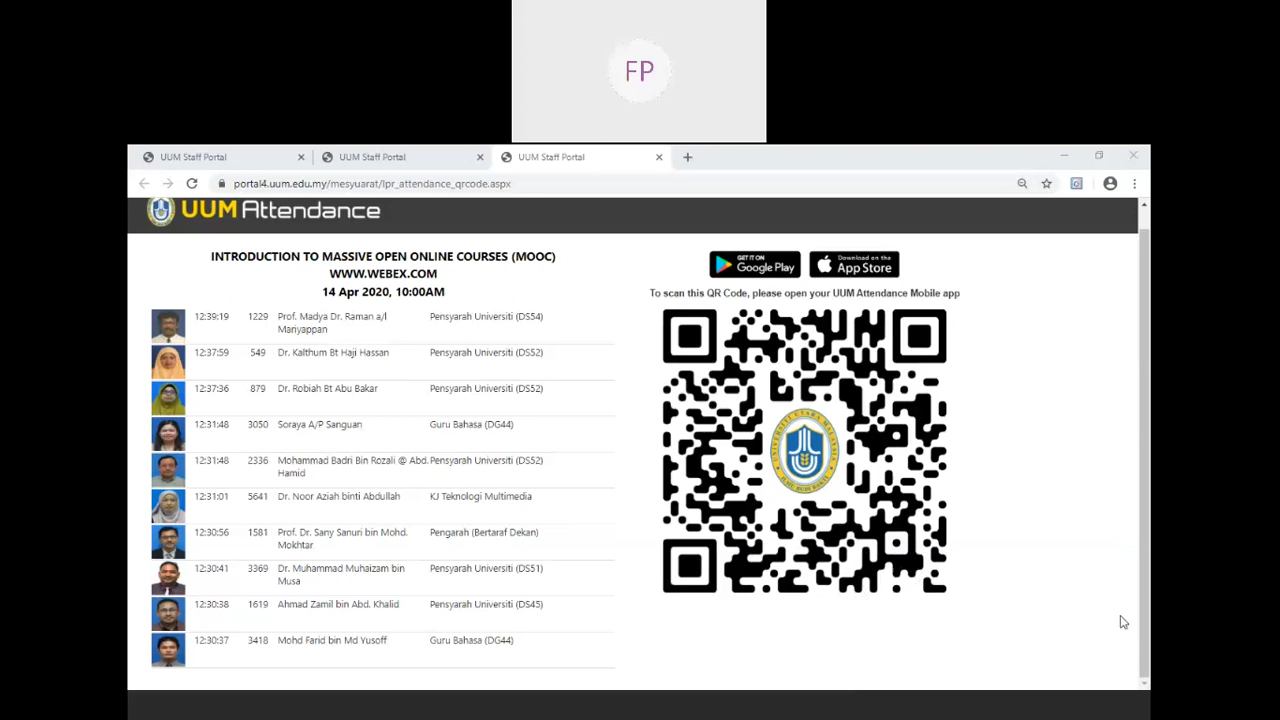 FP
UUM Staff Portal
UUM Staff Portal
UUM Staff Portal
portal4.uum.edu.my/mesyuarat/lpr_attendance_qrcode.aspx
UUM Attendance
INTRODUCTION TO MASSIVE OPEN ONLINE COURSES (MOOC)
WWW.WEBEX.COM
14 Apr 2020, 10:00AM
12:39:19 1229 Prof. Madya Dr. Raman a/l Pensyarah Universiti (DS54)
Mariyappan
12:37:59 549 Dr. Kalthum Bt Haji Hassan Pensyarah Universiti (DS52)
12:37:36 879 Dr. Robiah Bt Abu Bakar Pensyarah Universiti (DS52)
12:31:48 3050 Soraya A/P Sanguan Guru Bahasa (DG44)
12:31:48 2336 Mohammad Badri Bin Rozali @ Abd. Pensyarah Universiti (DS52)
Hamid
12:31:01 5641 Dr. Noor Aziah binti Abdullah KJ Teknologi Multimedia
12:30:56 1581 Prof. Dr. Sany Sanuri bin Mohd. Pengarah (Bertaraf Dekan)
Mokhtar
12:30:41 3369 Dr. Muhammad Muhaizam bin Pensyarah Universiti (DS51)
Musa
12:30:38 1619 Ahmad Zamil bin Abd. Khalid Pensyarah Universiti (DS45)
12:30:37 3418 Mohd Farid bin Md Yusoff Guru Bahasa (DG44)
GET IT ON
Google Play
Download on the
App Store
To scan this QR Code, please open your UUM Attendance Mobile app
UNIVERSITI UTARA MALAYSIA
ILMU BUDI BAKTI